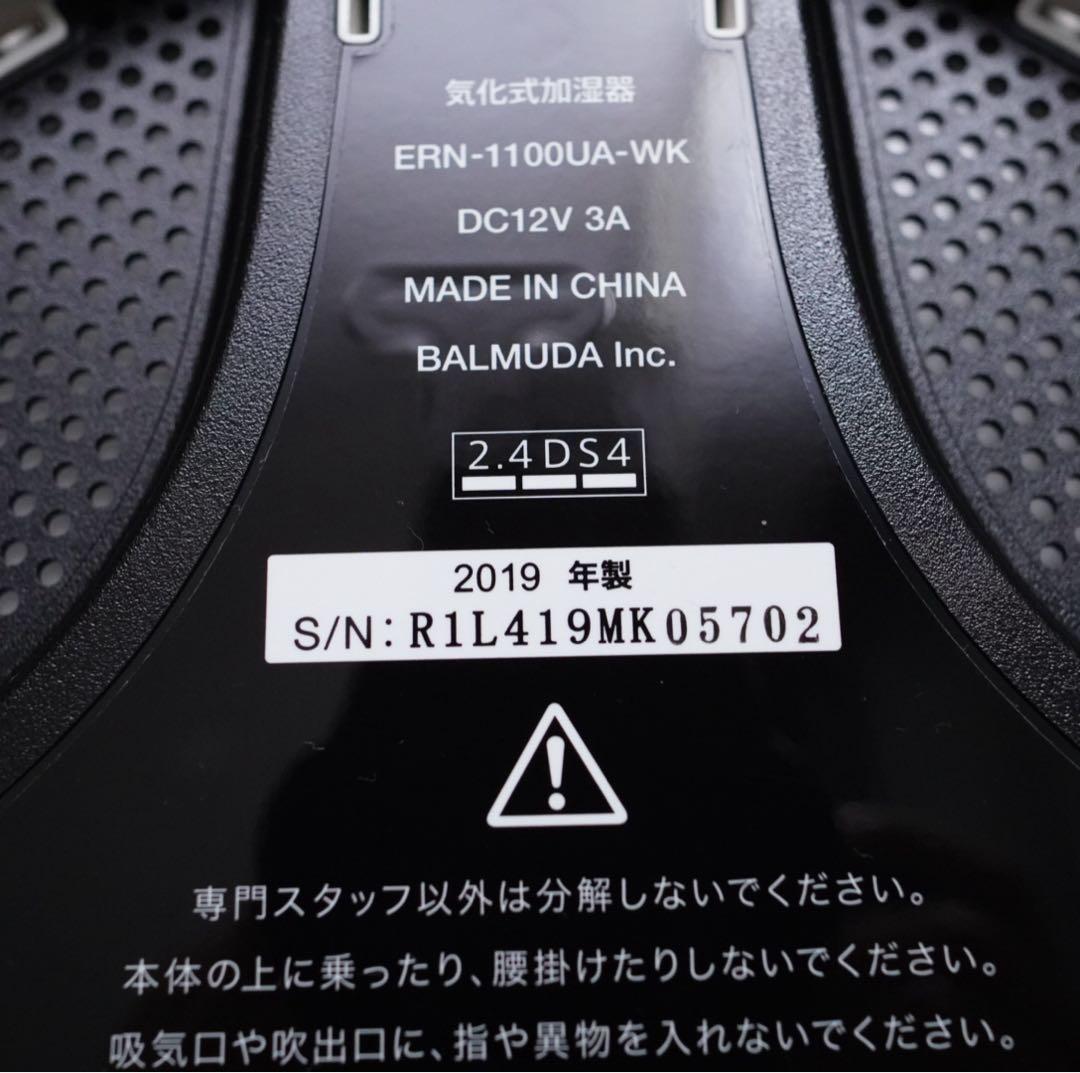 気化式加湿器
ERN-1100UA-WK
DC12V 3A
MADE IN CHINA
BALMUDA Inc.
2.4DS4
2019 年製
S/N: R1L419MK05702
専門スタッフ以外は分解しないでください。
本体の上に乗ったり、腰掛けたりしないでください。
吸気口や吹出口に、指や異物を入れないでください。